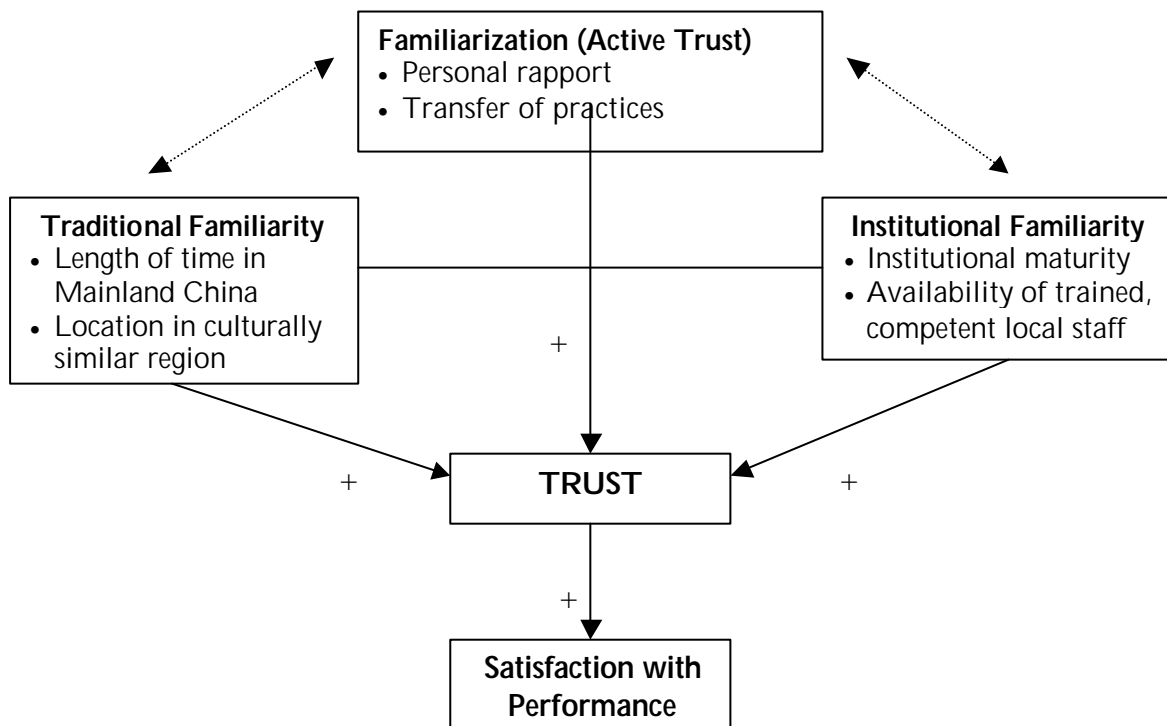 Familiarization (Active Trust)
• Personal rapport
• Transfer of practices
Traditional Familiarity
• Length of time in
Mainland China
• Location in culturally
similar region
Institutional Familiarity
• Institutional maturity
• Availability of trained,
competent local staff
+
+
TRUST
+
+
Satisfaction with
Performance